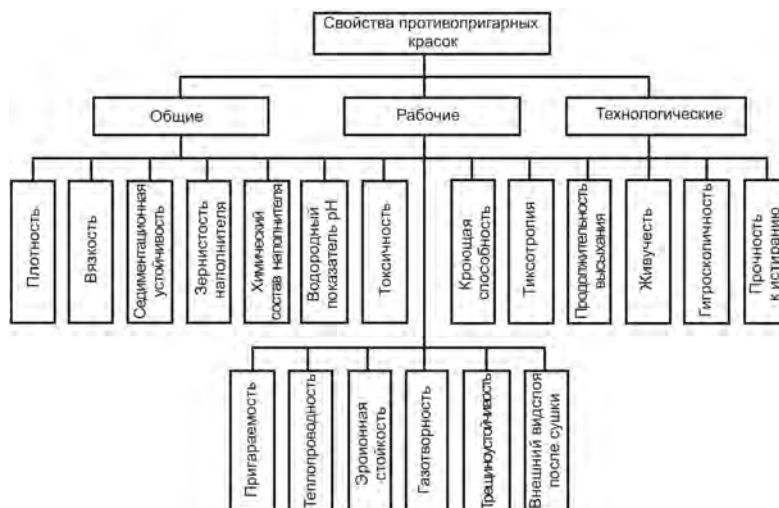 Свойства противопригарных
красок
Общие
Рабочие
Технологические
Плотность
Вязкость
Седиментационная
устойчивость
Зернистость
наполнителя
Химический
состав наполнителя
Водородный
показатель pH
Токсичность
Кроющая
способность
Тиксотропия
Продолжительность
высыхания
Живучесть
Гигроскопичность
Прочность
к истиранию
Пригараемость
Теплопроводность
Эроионная
стойкость
Газотворность
Трещиноустойчивость
Внешний видслоя
после сушки